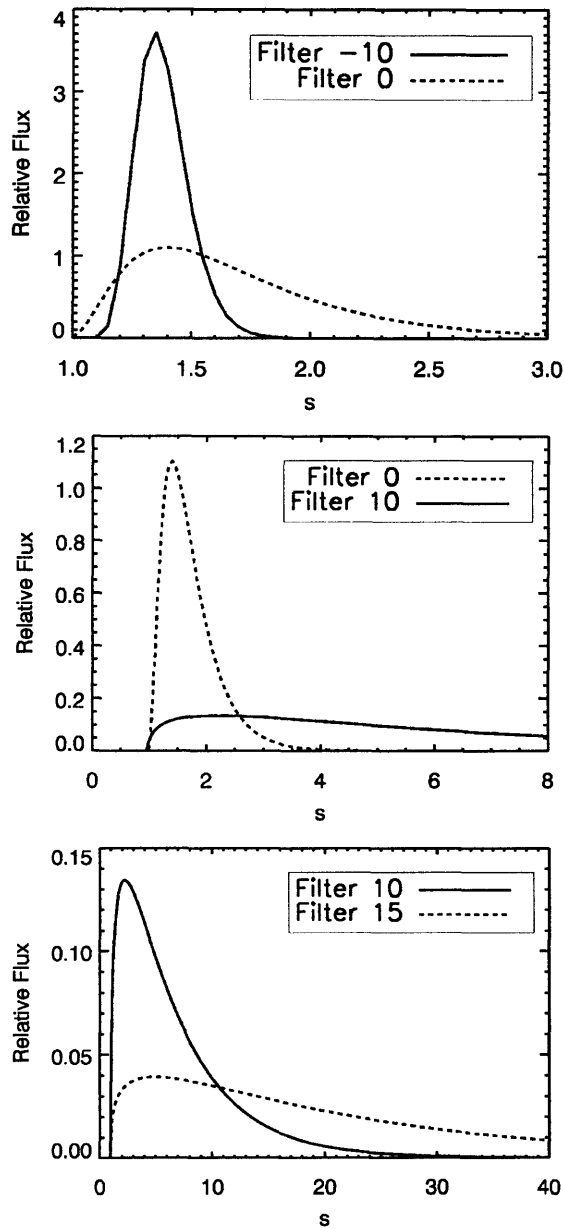 4
3
2
1
0
Relative Flux
Filter -10
Filter 0
1.0 1.5 2.0 2.5 3.0
s
1.2
1.0
0.8
0.6
0.4
0.2
0.0
Relative Flux
Filter 0
Filter 10
0 2 4 6 8
s
0.15
0.10
0.05
0.00
Relative Flux
Filter 10
Filter 15
0 10 20 30 40
s